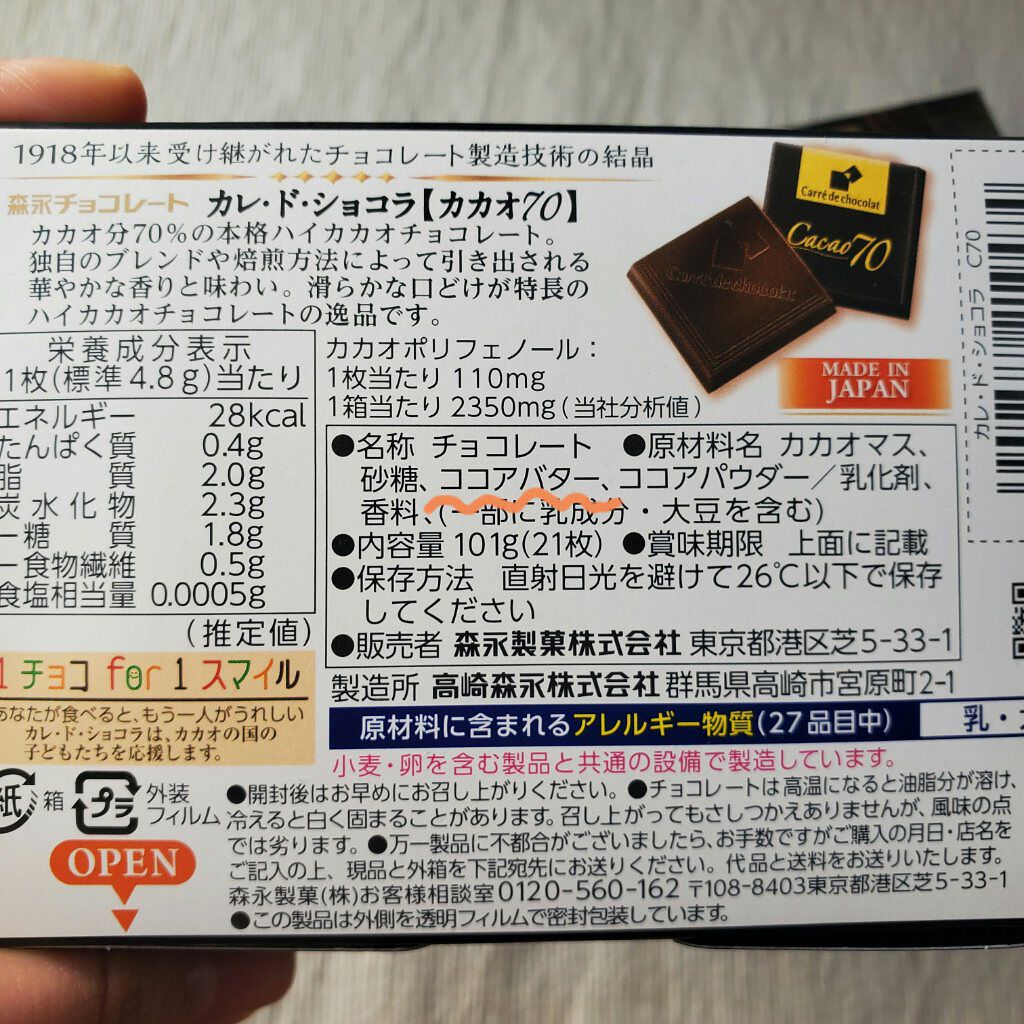 1918年以来 受け継がれたチョコレート製造技術の結晶
森永チョコレート カレ・ド・ショコラ【カカオ70】
カカオ分70%の本格ハイカカオチョコレート。
独自のブレンドや焙煎方法によって引き出される
華やかな香りと味わい。滑らかな口どけが特長の
ハイカカオチョコレートの逸品です。
Carré de chocolat
Cacao70
Carré de chocolat
MADE IN
JAPAN
栄養成分表示
1枚(標準4.8g)当たり
エネルギー 28kcal
たんぱく質 0.4g
脂質 2.0g
炭水化物 2.3g
ー糖質 1.8g
ー食物繊維 0.5g
食塩相当量 0.0005g
(推定値)
カカオポリフェノール:
1枚当たり 110mg
1箱当たり 2350mg(当社分析値)
●名称 チョコレート ●原材料名 カカオマス、
砂糖、ココアバター、ココアパウダー/乳化剤、
香料、(一部に乳成分・大豆を含む)
●内容量 101g(21枚) ●賞味期限 上面に記載
●保存方法 直射日光を避けて26℃以下で保存
してください
●販売者 森永製菓株式会社 東京都港区芝5-33-1
製造所 高崎森永株式会社 群馬県高崎市宮原町2-1
原材料に含まれるアレルギー物質(27品目中) 乳・
小麦・卵を含む製品と共通の設備で製造しています。
1 チョコ for 1 スマイル
あなたが食べると、もう一人がうれしい
カレ・ド・ショコラは、カカオの国の
子どもたちを応援します。
紙 箱
プラ 外装
フィルム
OPEN
●開封後はお早めにお召し上がりください。 ●チョコレートは高温になると油脂分が溶け、
冷えると白く固まることがあります。召し上がってもさしつかえありませんが、風味の点
では劣ります。 ●万一製品に不都合がございましたら、お手数ですがご購入の月日・店名を
ご記入の上、現品と外箱を下記宛先にお送りください。代品と送料をお送りいたします。
森永製菓(株)お客様相談室 0120-560-162 〒108-8403東京都港区芝5-33-1
●この製品は外側を透明フィルムで密封包装しています。
カレ・ド・ショコラ C70